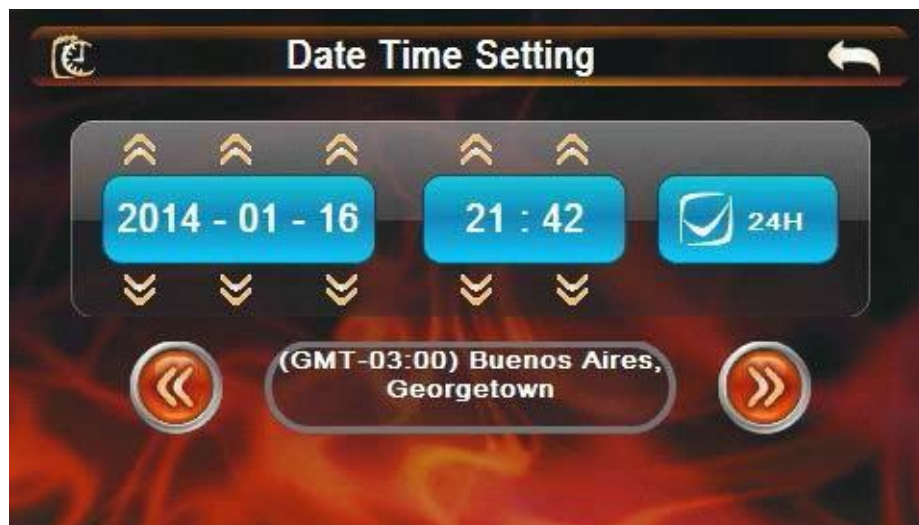 Date Time Setting
2014 - 01 - 16
21 : 42
24H
(GMT-03:00) Buenos Aires,
Georgetown